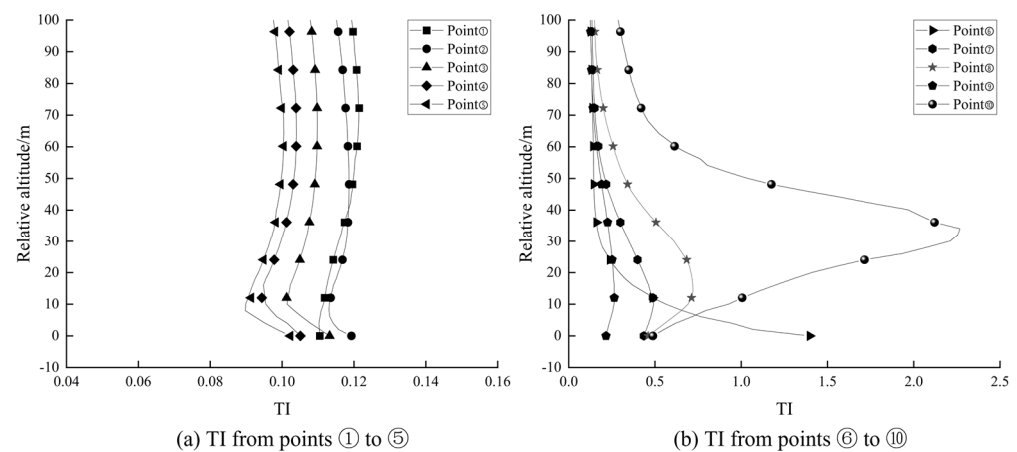 100
90
80
70
60
50
40
30
20
10
0
-10
Relative altitude/m
0.04 0.06 0.08 0.10 0.12 0.14 0.16
TI
Point①
Point②
Point③
Point④
Point⑤
(a) TI from points ① to ⑤
100
90
80
70
60
50
40
30
20
10
0
-10
Relative altitude/m
0.0 0.5 1.0 1.5 2.0 2.5
TI
Point⑥
Point⑦
Point⑧
Point⑨
Point⑩
(b) TI from points ⑥ to ⑩